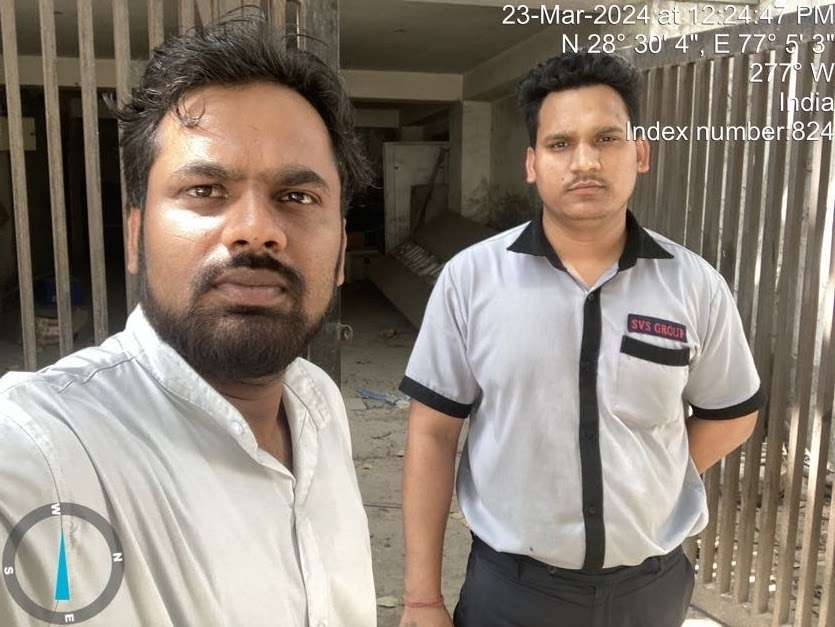 23-Mar-2024 at 12:24:47 PM
N 28° 30' 4", E 77° 5' 3"
277° W
India
Index number:824
SVS GROUP
W
N
S
E